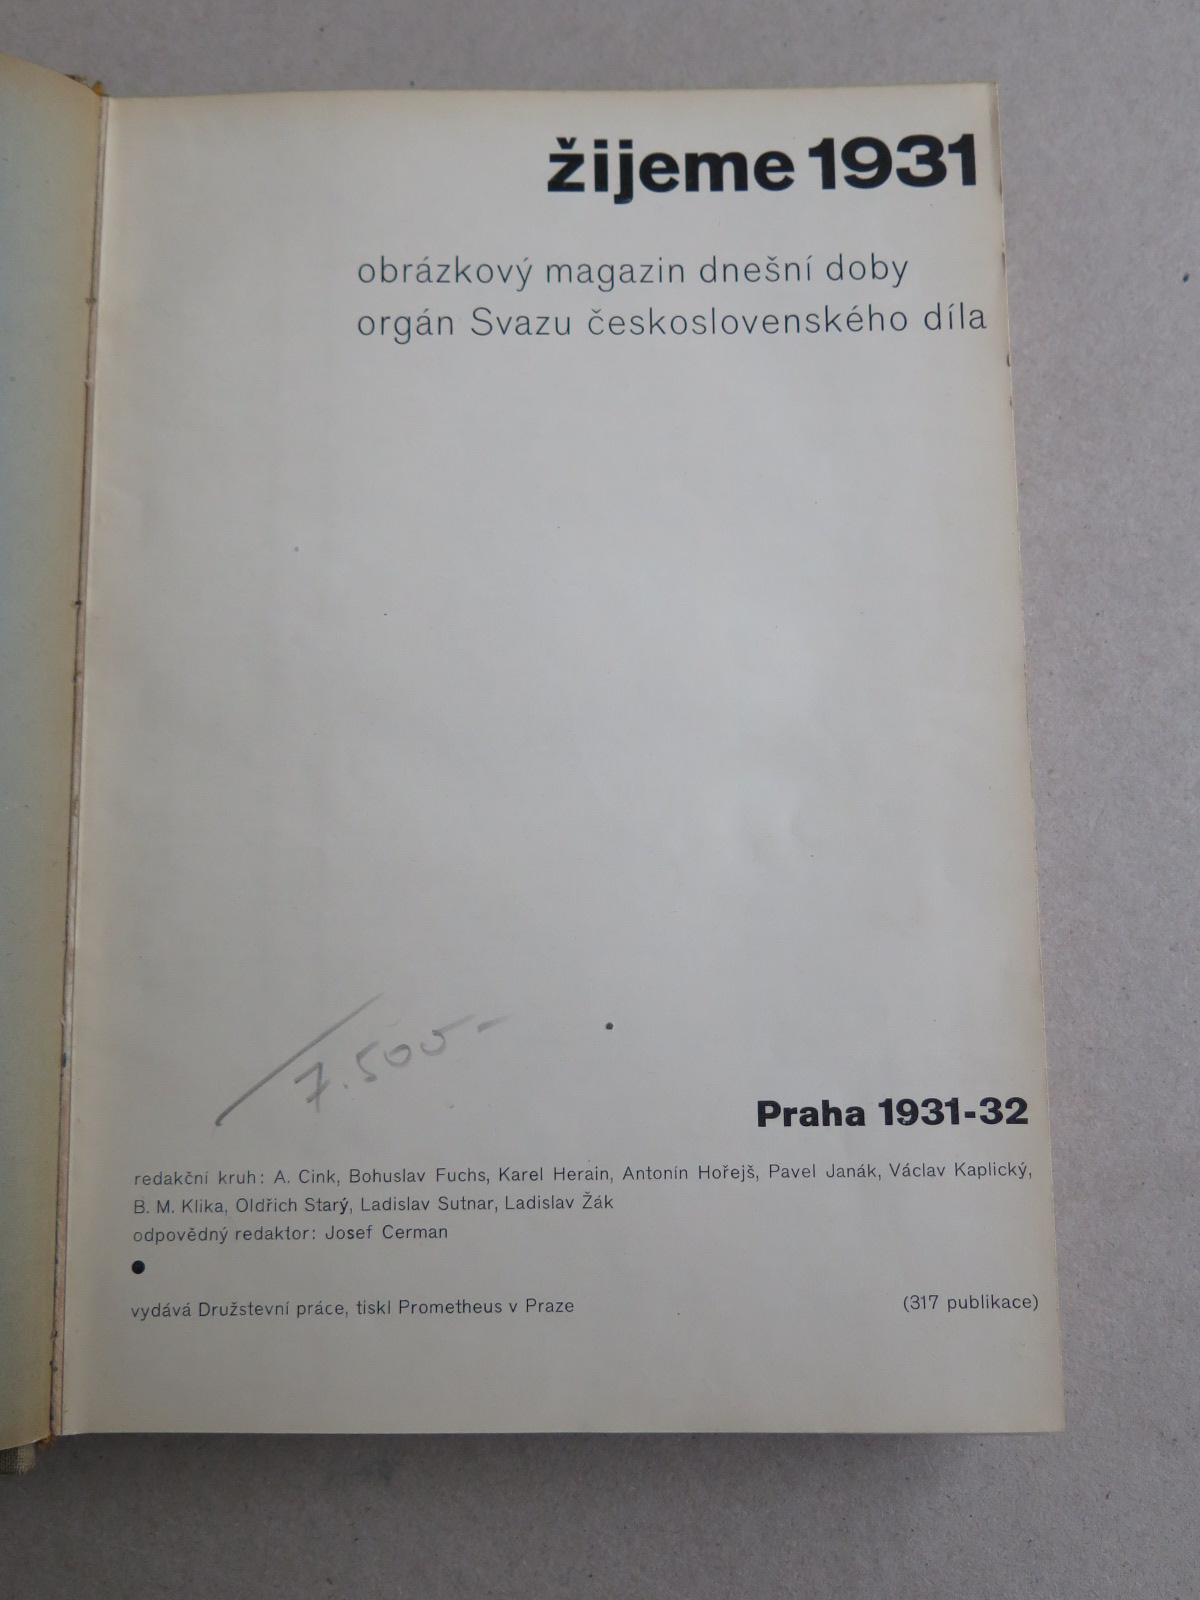 žijeme 1931
obrázkový magazin dnešní doby
orgán Svazu československého díla
7.500-
Praha 1931-32
redakční kruh: A. Cink, Bohuslav Fuchs, Karel Herain, Antonín Hořejš, Pavel Janák, Václav Kaplický,
B. M. Klika, Oldřich Starý, Ladislav Sutnar, Ladislav Žák
odpovědný redaktor: Josef Cerman
vydává Družstevní práce, tiskl Prometheus v Praze
(317 publikace)